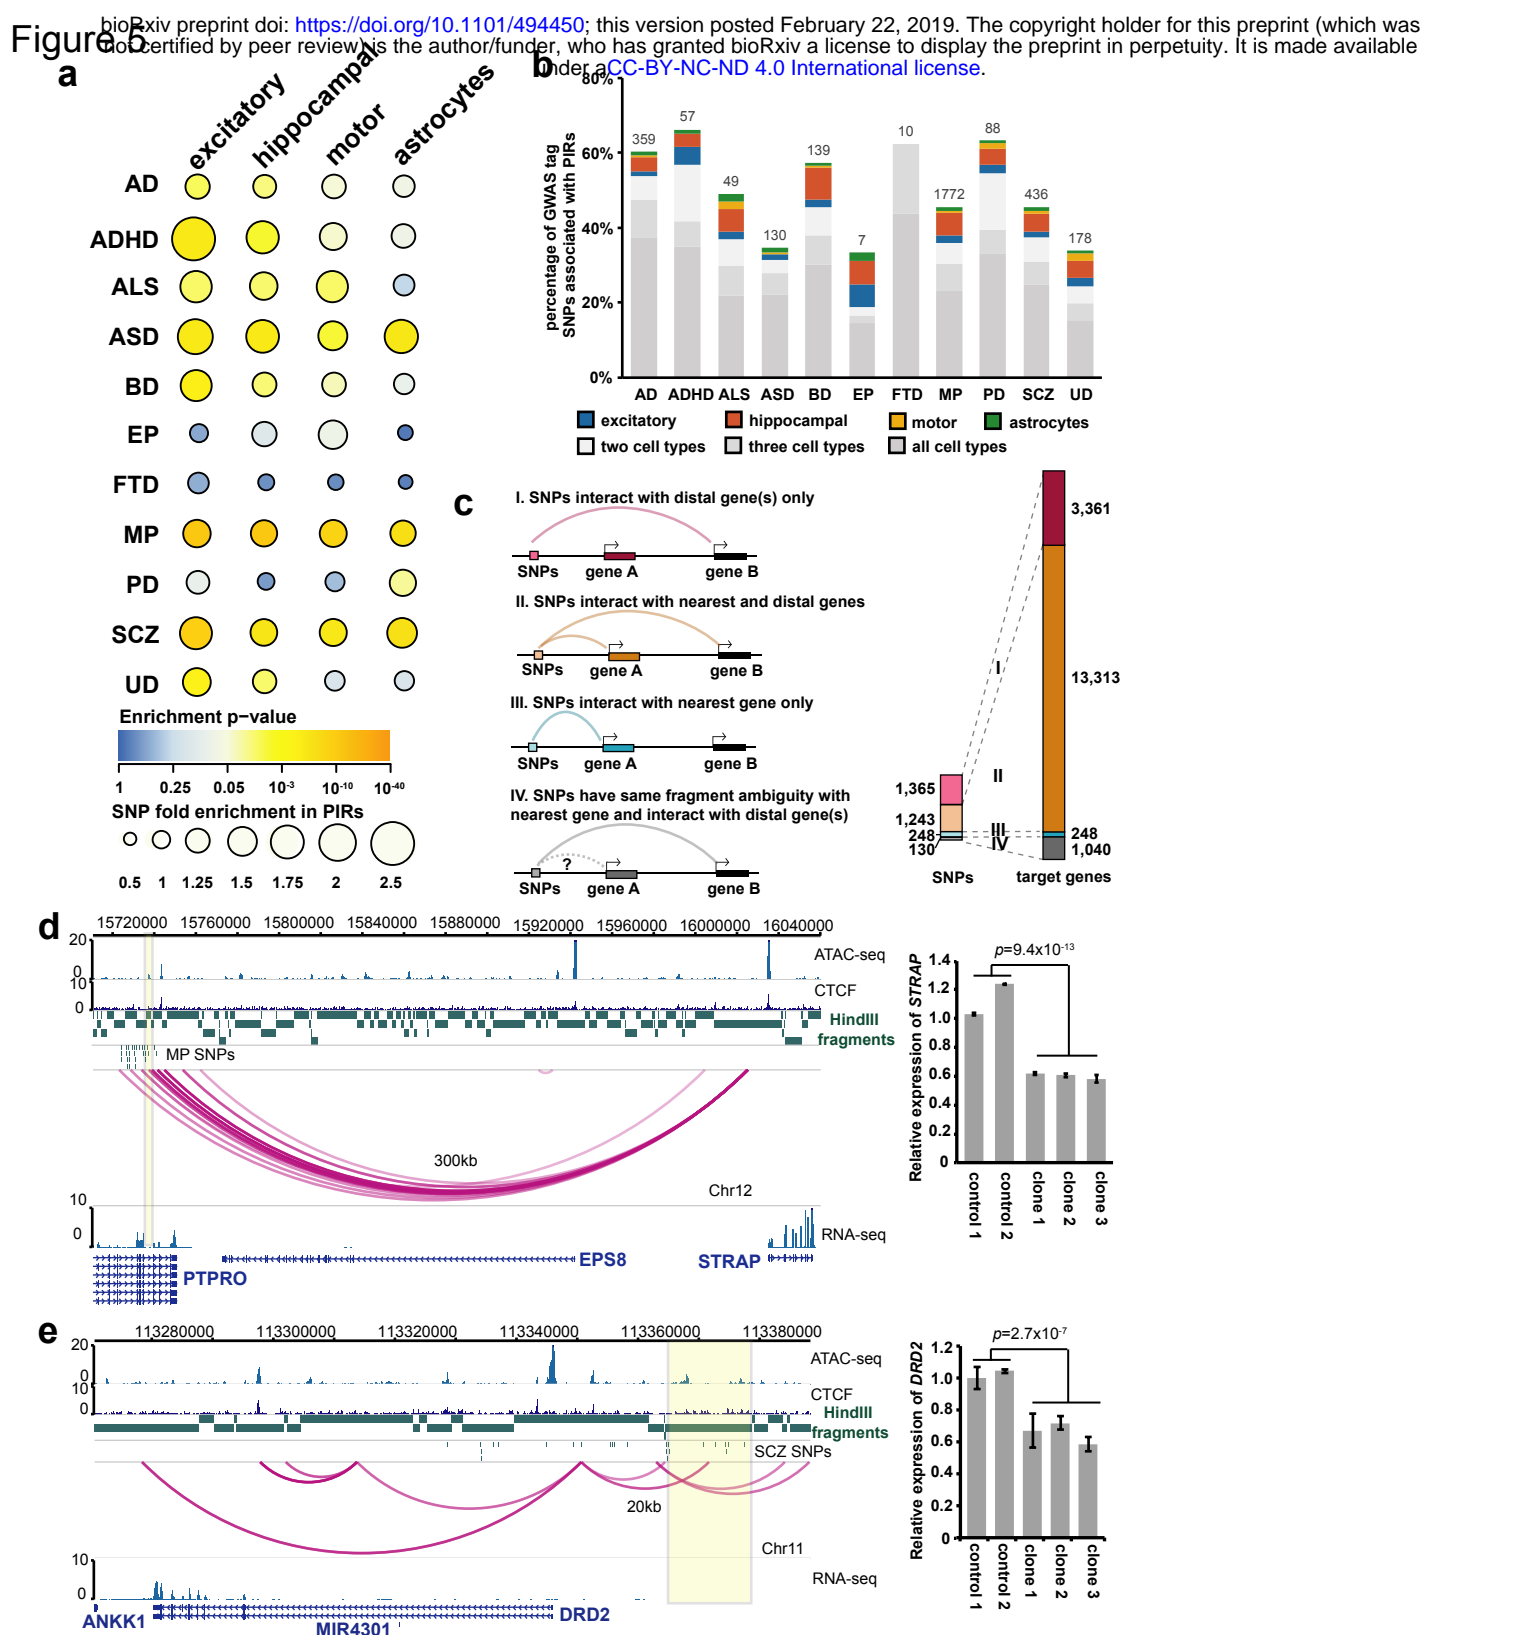 bioRxiv preprint doi: https://doi.org/10.1101/494450; this version posted February 22, 2019. The copyright holder for this preprint (which was
not certified by peer review) is the author/funder, who has granted bioRxiv a license to display the preprint in perpetuity. It is made available
under aCC-BY-NC-ND 4.0 International license.
Figure 5
a
excitatory
hippocampal
motor
astrocytes
AD
ADHD
ALS
ASD
BD
EP
FTD
MP
PD
SCZ
UD
Enrichment p−value
1 0.25 0.05 10-3 10-10 10-40
SNP fold enrichment in PIRs
0.5 1 1.25 1.5 1.75 2 2.5
b
percentage of GWAS tag
SNPs associated with PIRs
80%
60%
40%
20%
0%
359 57 49 130 139 7 10 1772 88 436 178
AD ADHD ALS ASD BD EP FTD MP PD SCZ UD
excitatory hippocampal motor astrocytes
two cell types three cell types all cell types
c
I. SNPs interact with distal gene(s) only
SNPs gene A gene B
II. SNPs interact with nearest and distal genes
SNPs gene A gene B
III. SNPs interact with nearest gene only
SNPs gene A gene B
IV. SNPs have same fragment ambiguity with
nearest gene and interact with distal gene(s)
?
SNPs gene A gene B
3,361
13,313
248
1,040
I
II
III
IV
1,365
1,243
248
130
SNPs target genes
d
15720000 15760000 15800000 15840000 15880000 15920000 15960000 16000000 16040000
20
0
ATAC-seq
10
0
CTCF
HindIII
fragments
MP SNPs
300kb
Chr12
10
0
RNA-seq
PTPRO
EPS8
STRAP
Relative expression of STRAP
p=9.4x10-13
1.4
1.2
1.0
0.8
0.6
0.4
0.2
0
control 1
control 2
clone 1
clone 2
clone 3
e
113280000 113300000 113320000 113340000 113360000 113380000
20
0
ATAC-seq
10
0
CTCF
HindIII
fragments
SCZ SNPs
20kb
Chr11
10
0
RNA-seq
ANKK1
MIR4301
DRD2
Relative expression of DRD2
p=2.7x10-7
1.2
1.0
0.8
0.6
0.4
0.2
0
control 1
control 2
clone 1
clone 2
clone 3